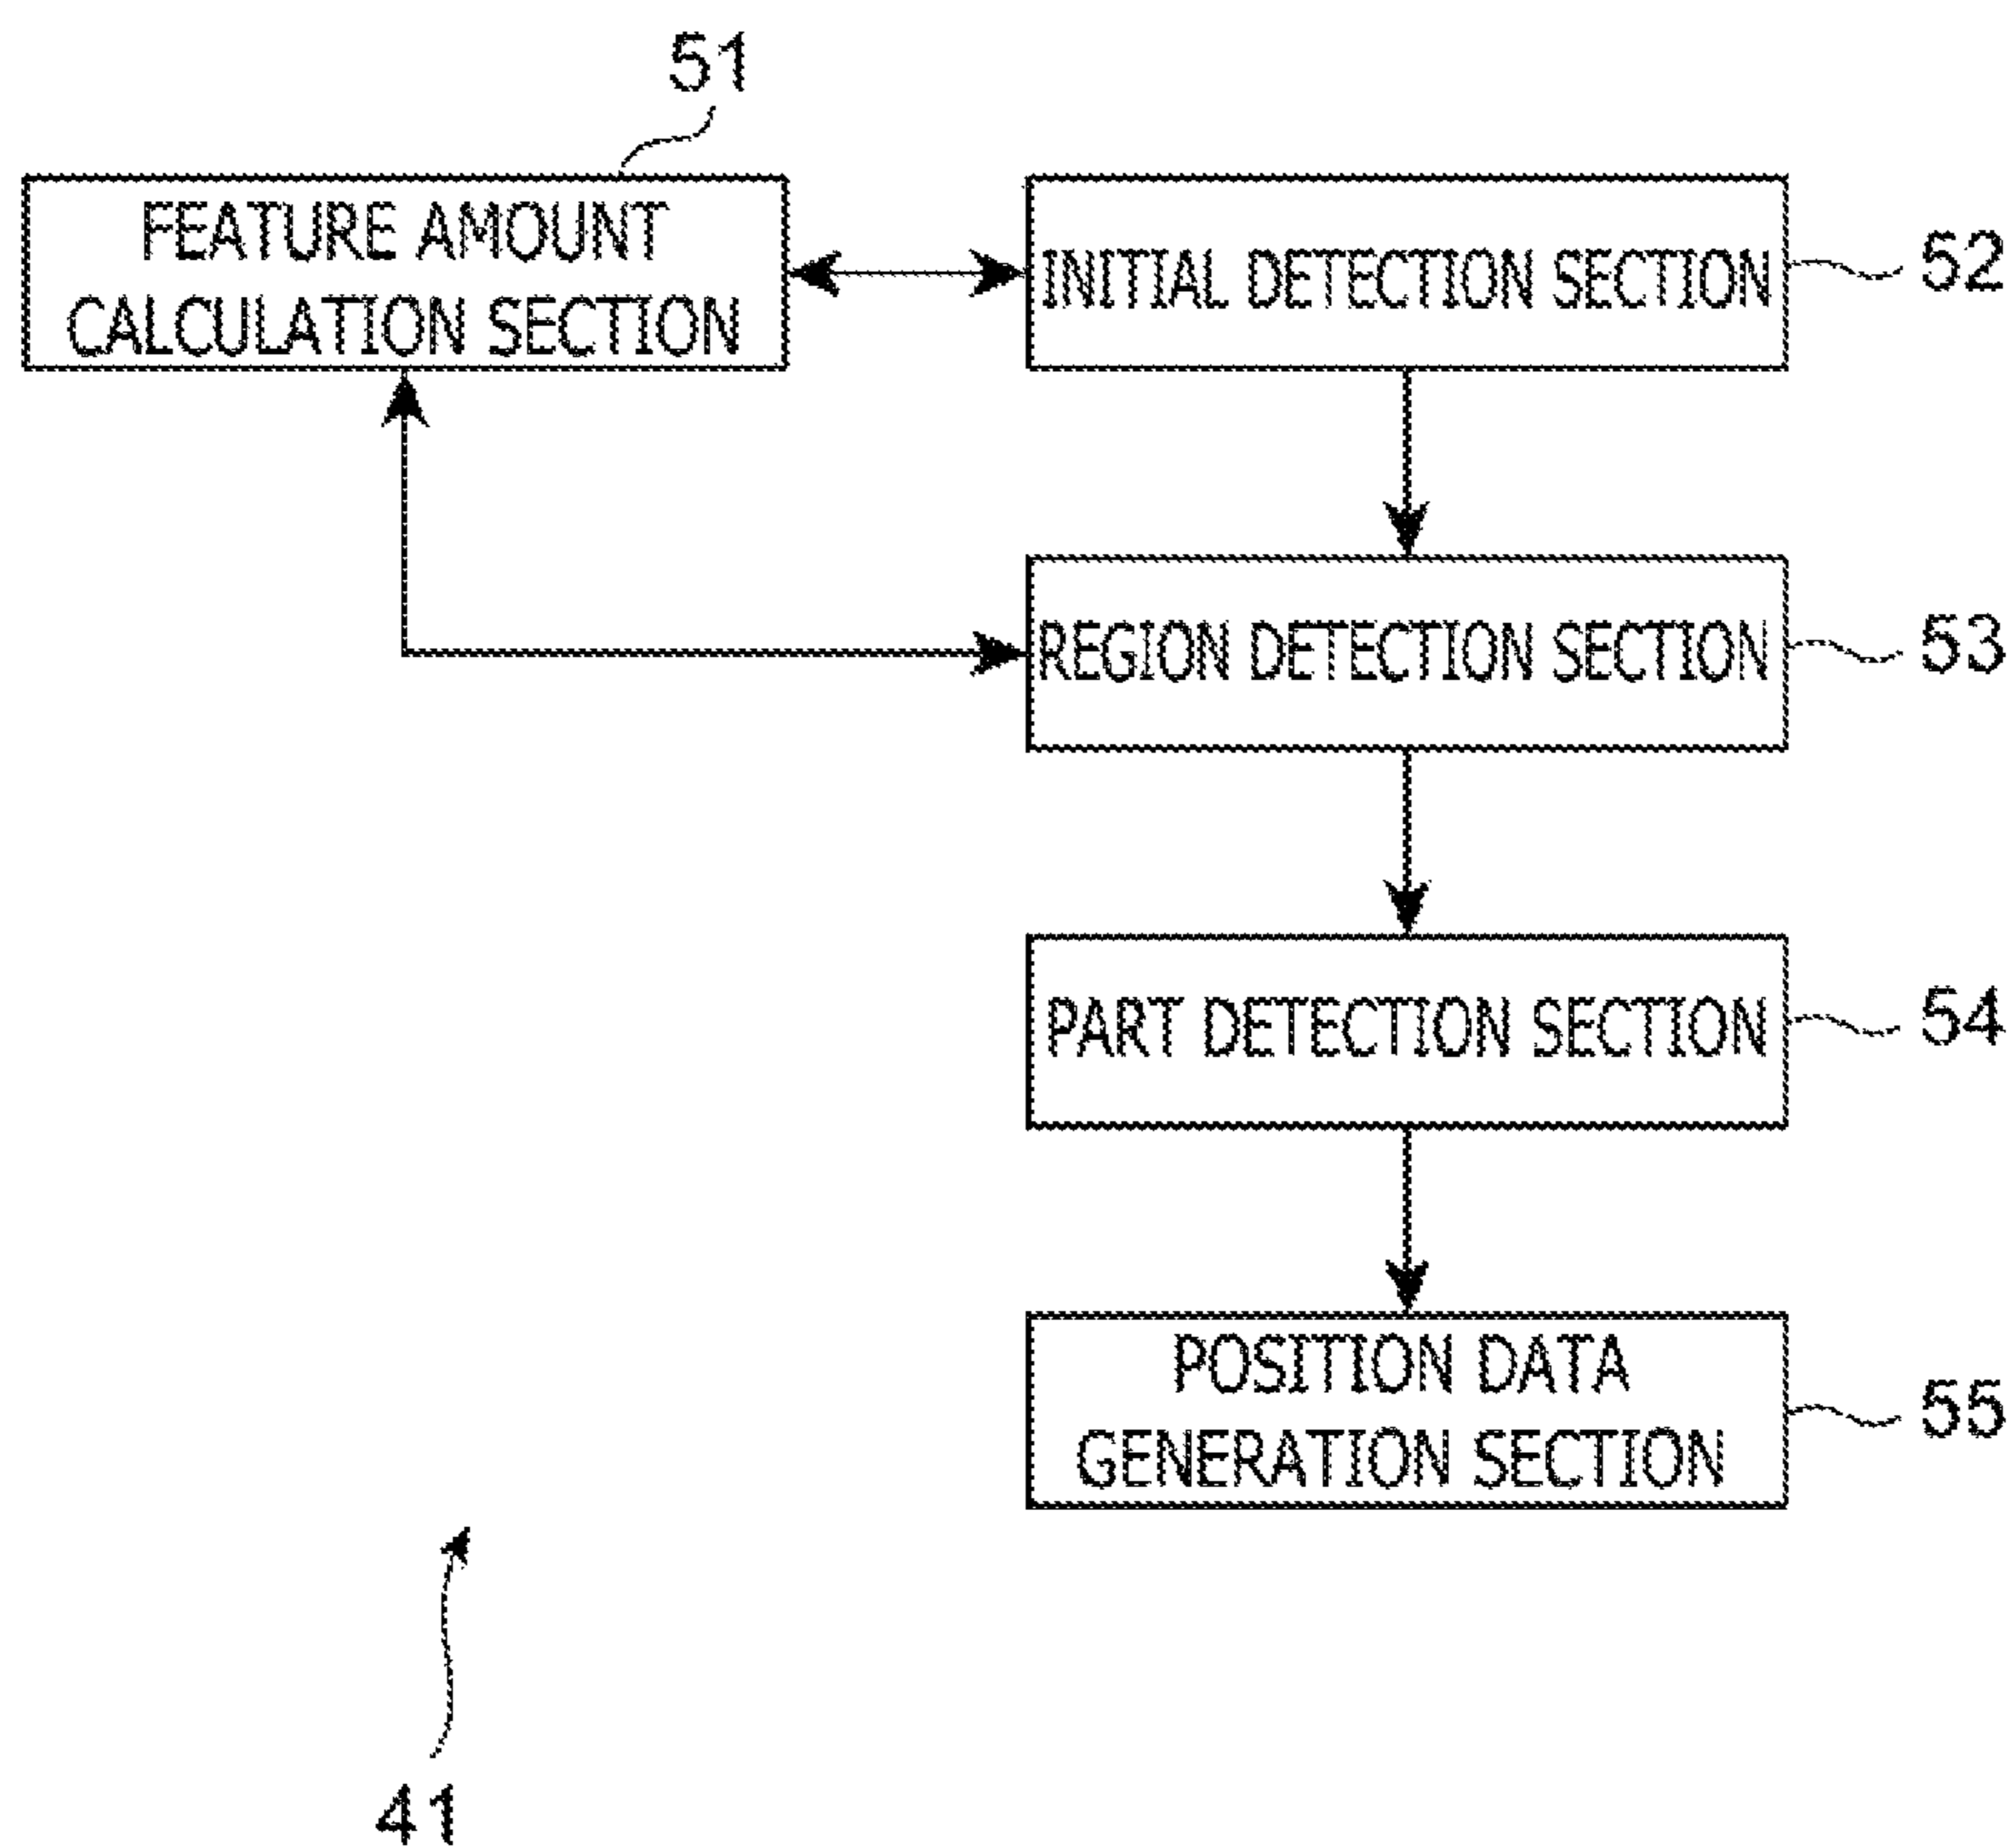 51
FEATURE AMOUNT
CALCULATION SECTION
INITIAL DETECTION SECTION
52
REGION DETECTION SECTION
53
PART DETECTION SECTION
54
POSITION DATA
GENERATION SECTION
55
41